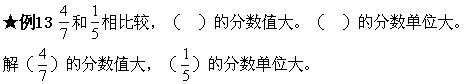 ★例13 4/7和1/5相比较，（  ）的分数值大。（  ）的分数单位大。
解（4/7）的分数值大，（1/5）的分数单位大。